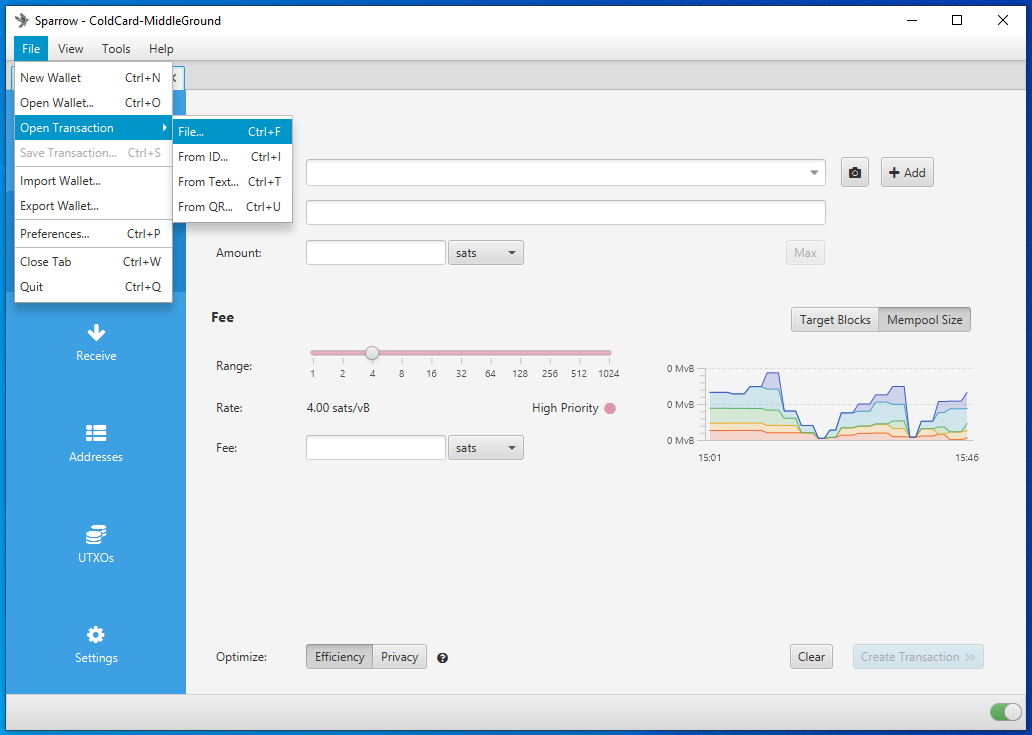 Sparrow - ColdCard-MiddleGround
File View Tools Help
New Wallet Ctrl+N
Open Wallet... Ctrl+O
Open Transaction
Save Transaction... Ctrl+S
Import Wallet...
Export Wallet...
Preferences... Ctrl+P
Close Tab Ctrl+W
Quit Ctrl+Q
File... Ctrl+F
From ID... Ctrl+I
From Text... Ctrl+T
From QR... Ctrl+U
Add
Amount: sats Max
Fee
Target Blocks Mempool Size
Range:
1 2 4 8 16 32 64 128 256 512 1024
Rate: 4.00 sats/vB High Priority
Fee: sats
0 MvB
0 MvB
0 MvB
15:01 15:46
Receive
Addresses
UTXOs
Settings
Optimize: Efficiency Privacy
Clear Create Transaction